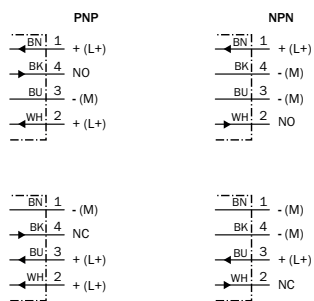 PNP
BN 1 + (L+)
BK 4 NO
BU 3 - (M)
WH 2 + (L+)
NPN
BN 1 + (L+)
BK 4 - (M)
BU 3 - (M)
WH 2 NO
BN 1 - (M)
BK 4 NC
BU 3 + (L+)
WH 2 + (L+)
BN 1 - (M)
BK 4 - (M)
BU 3 + (L+)
WH 2 NC